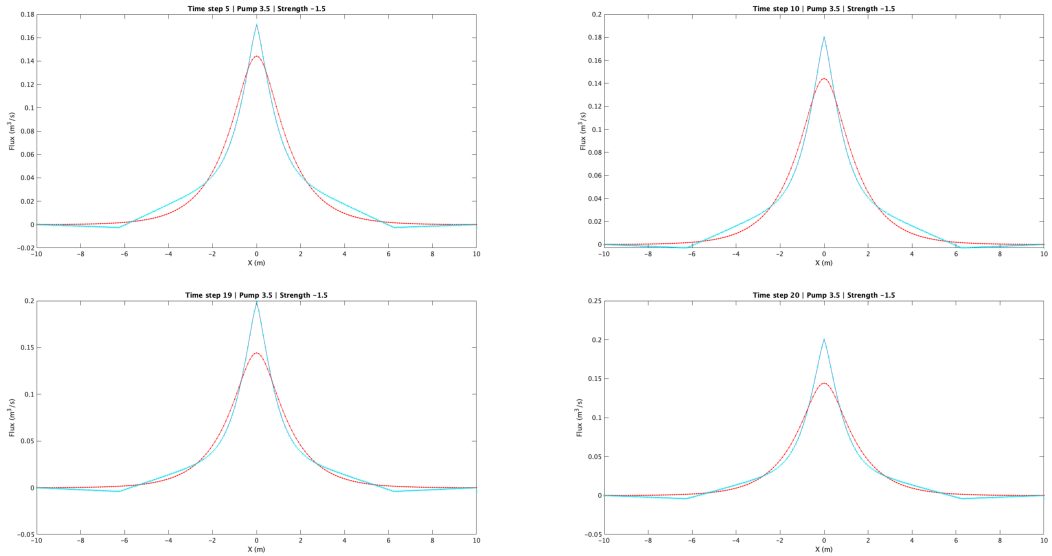 Time step 5 | Pump 3.5 | Strength -1.5
0.18
0.16
0.14
0.12
0.1
0.08
0.06
0.04
0.02
0
-0.02
Flux (m³/s)
-10 -8 -6 -4 -2 0 2 4 6 8 10
X (m)
Time step 10 | Pump 3.5 | Strength -1.5
0.2
0.18
0.16
0.14
0.12
0.1
0.08
0.06
0.04
0.02
0
Flux (m³/s)
-10 -8 -6 -4 -2 0 2 4 6 8 10
X (m)
Time step 19 | Pump 3.5 | Strength -1.5
0.2
0.15
0.1
0.05
0
-0.05
Flux (m³/s)
-10 -8 -6 -4 -2 0 2 4 6 8 10
X (m)
Time step 20 | Pump 3.5 | Strength -1.5
0.25
0.2
0.15
0.1
0.05
0
-0.05
Flux (m³/s)
-10 -8 -6 -4 -2 0 2 4 6 8 10
X (m)